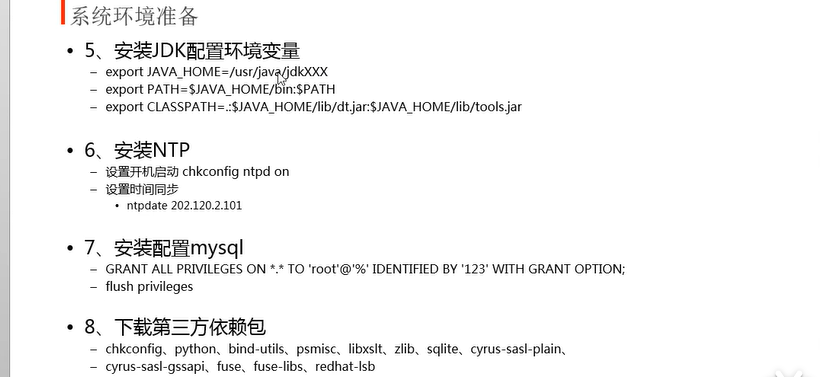 系统环境准备
• 5、安装JDK配置环境变量
– export JAVA_HOME=/usr/java/jdkXXX
– export PATH=$JAVA_HOME/bin:$PATH
– export CLASSPATH=.:$JAVA_HOME/lib/dt.jar:$JAVA_HOME/lib/tools.jar
• 6、安装NTP
– 设置开机启动 chkconfig ntpd on
– 设置时间同步
• ntpdate 202.120.2.101
• 7、安装配置mysql
– GRANT ALL PRIVILEGES ON *.* TO 'root'@'%' IDENTIFIED BY '123' WITH GRANT OPTION;
– flush privileges
• 8、下载第三方依赖包
– chkconfig、python、bind-utils、psmisc、libxslt、zlib、sqlite、cyrus-sasl-plain、
– cyrus-sasl-gssapi、fuse、fuse-libs、redhat-lsb